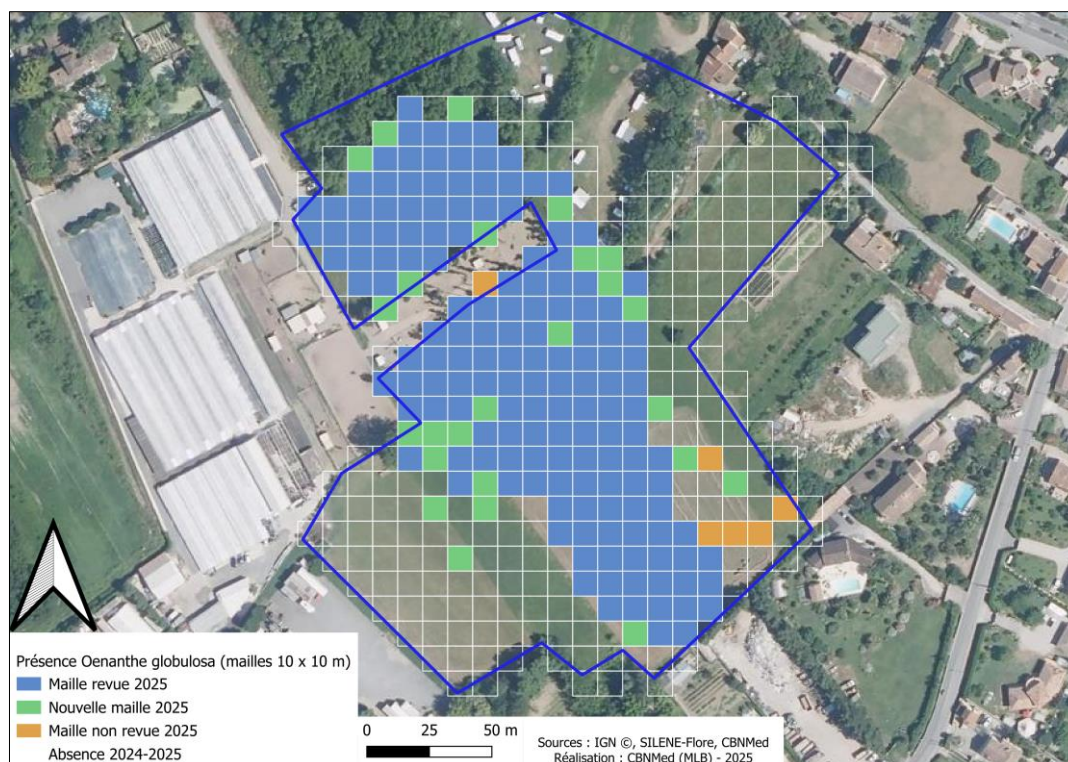 Présence Oenanthe globulosa (mailles 10 x 10 m)
Maille revue 2025
Nouvelle maille 2025
Maille non revue 2025
Absence 2024-2025
0 25 50 m
Sources : IGN ©, SILENE-Flore, CBNMed
Réalisation : CBNMed (MLB) - 2025